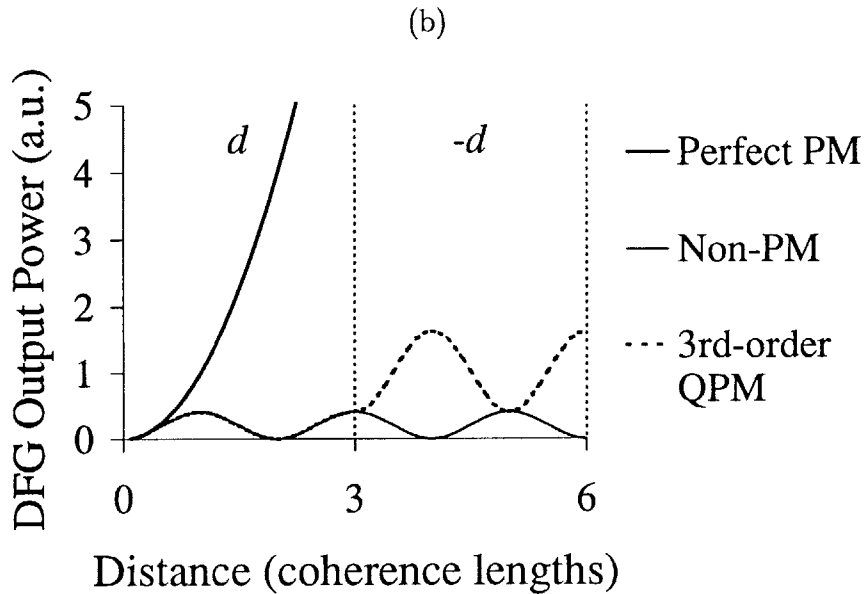 (b)
DFG Output Power (a.u.)
5
4
3
2
1
0
d
-d
Perfect PM
Non-PM
3rd-order
QPM
0
3
6
Distance (coherence lengths)